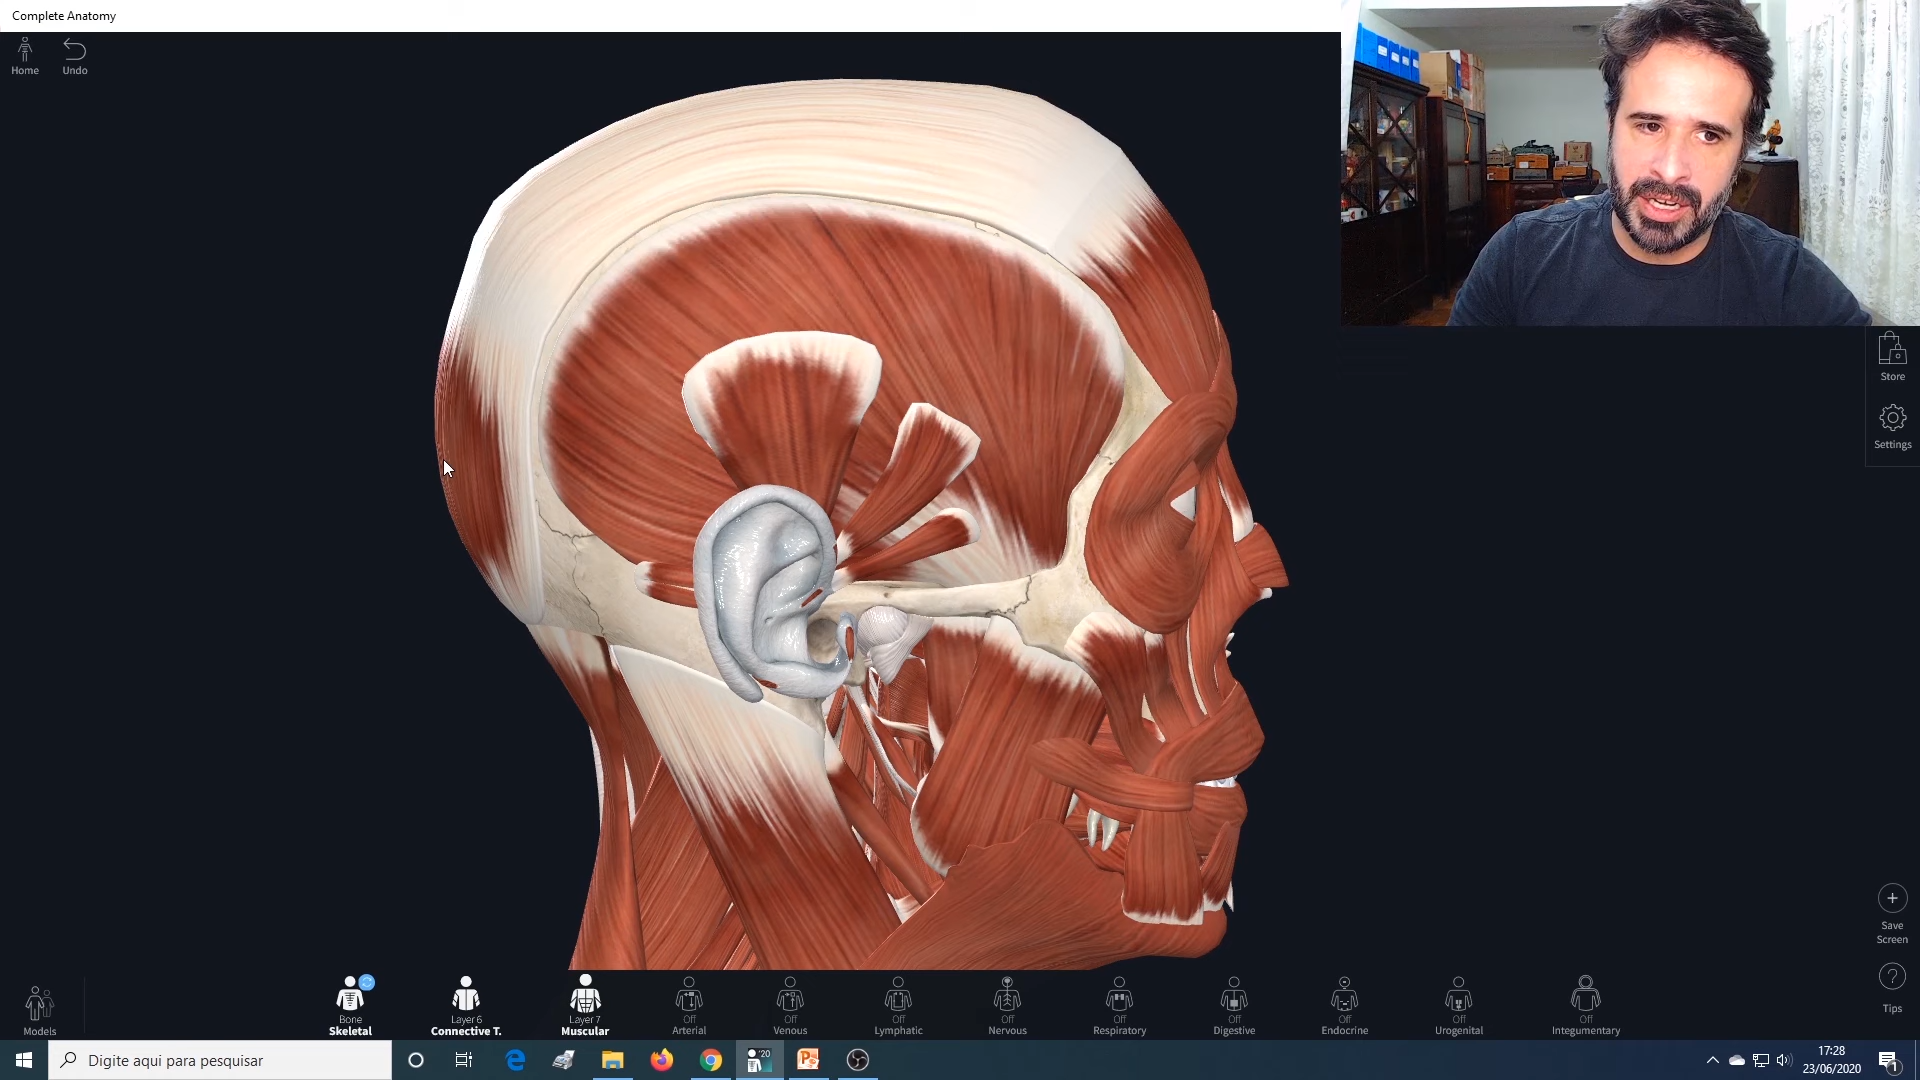 Complete Anatomy
Home
Undo
Store
Settings
Save
Screen
Tips
Models
Bone
Skeletal
Layer 6
Connective T.
Layer 7
Muscular
Off
Arterial
Off
Venous
Off
Lymphatic
Off
Nervous
Off
Respiratory
Off
Digestive
Off
Endocrine
Off
Urogenital
Off
Integumentary
Digite aqui para pesquisar
'20
17:28
23/06/2020
1